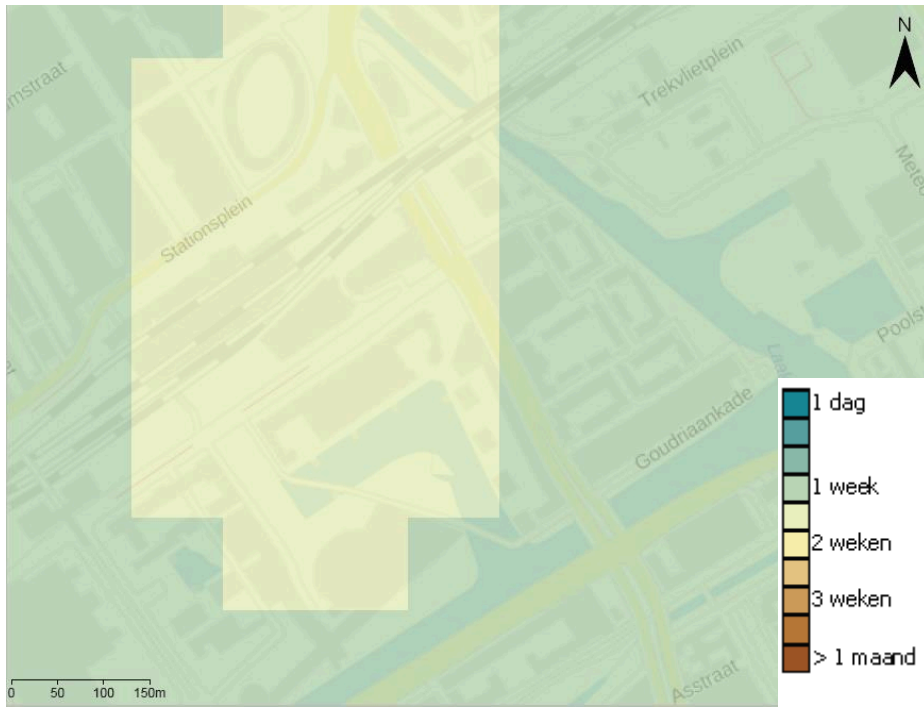 N
Trekvlietplein
Stationsplein
Goudriaankade
Asstraat
1 dag
1 week
2 weken
3 weken
> 1 maand
0 50 100 150m